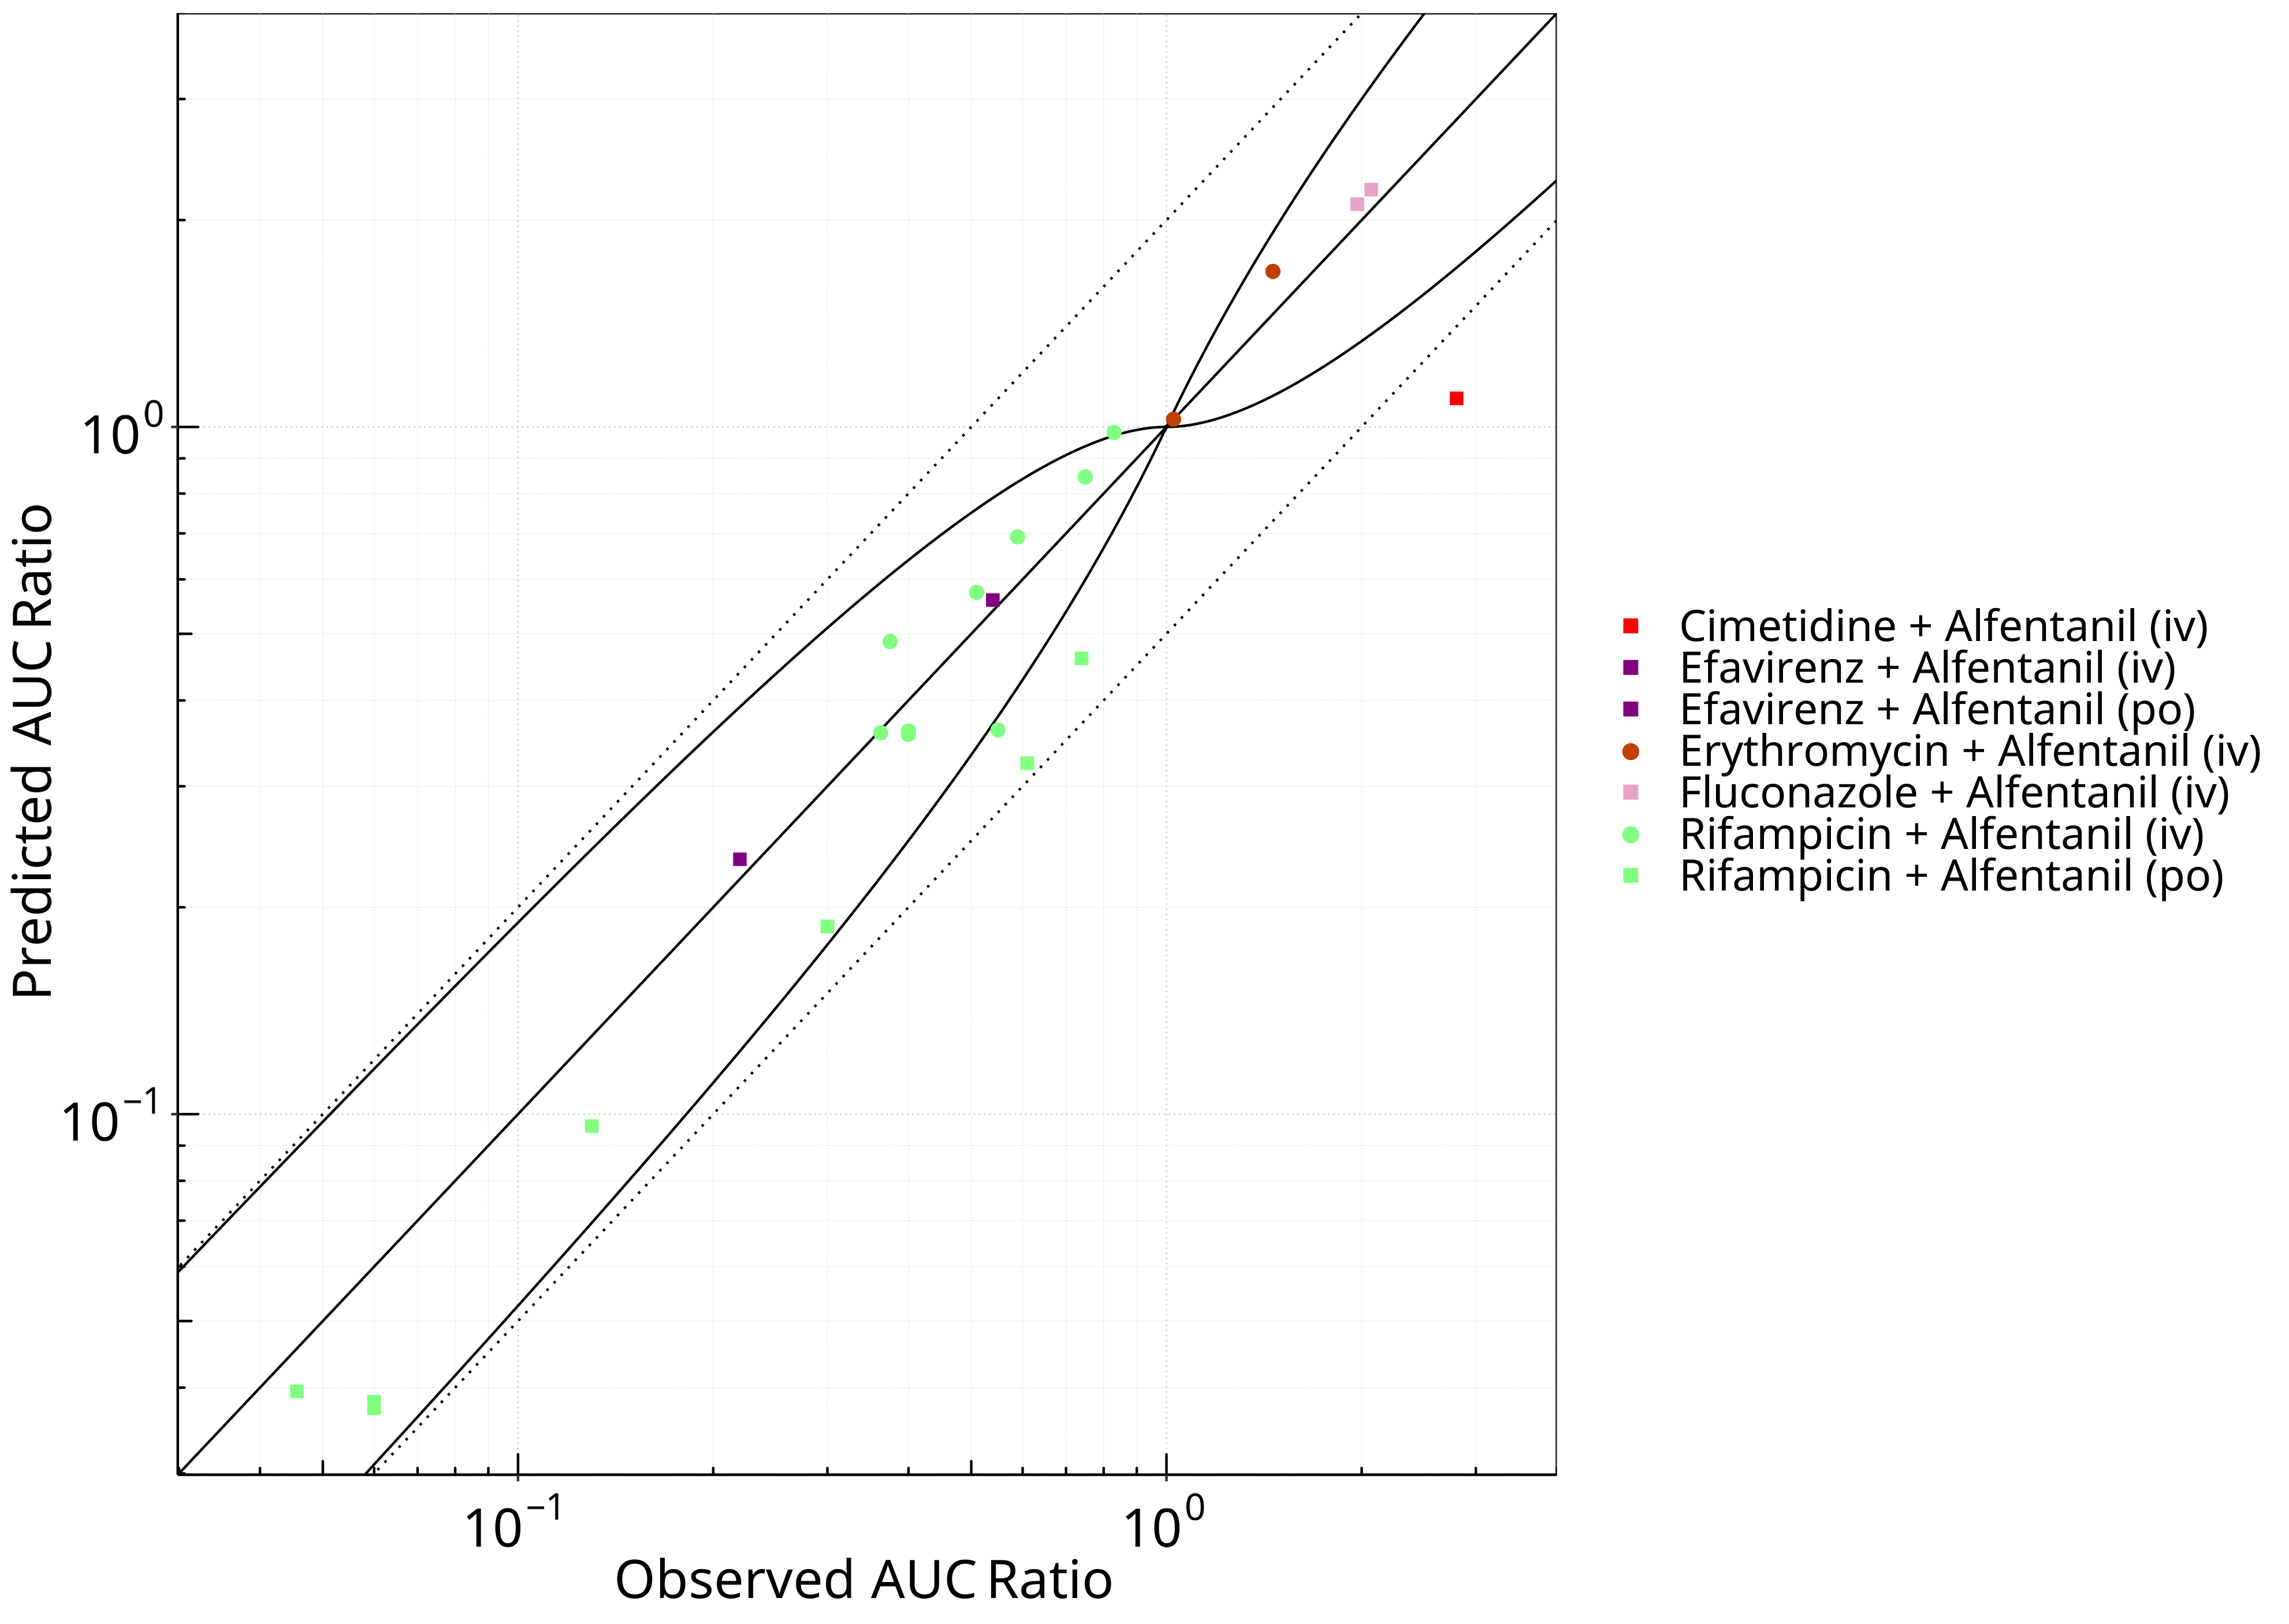 Predicted AUC Ratio
10⁰
10⁻¹
10⁻¹
10⁰
Observed AUC Ratio
Cimetidine + Alfentanil (iv)
Efavirenz + Alfentanil (iv)
Efavirenz + Alfentanil (po)
Erythromycin + Alfentanil (iv)
Fluconazole + Alfentanil (iv)
Rifampicin + Alfentanil (iv)
Rifampicin + Alfentanil (po)